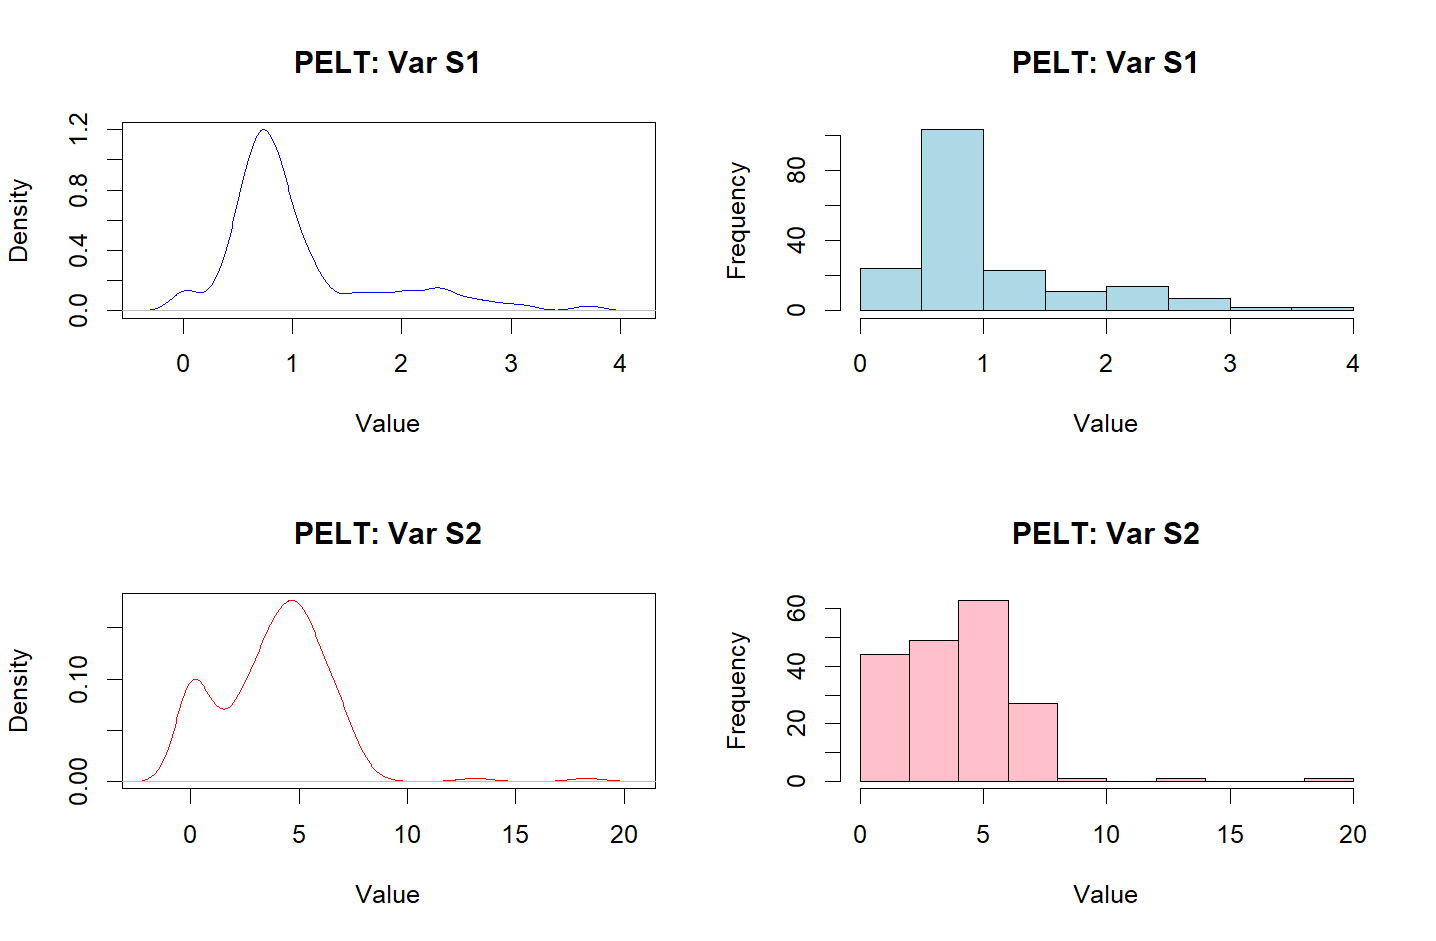 PELT: Var S1
Density
0.0 0.4 0.8 1.2
0 1 2 3 4
Value
PELT: Var S1
Frequency
0 40 80
0 1 2 3 4
Value
PELT: Var S2
Density
0.00 0.10
0 5 10 15 20
Value
PELT: Var S2
Frequency
0 20 40 60
0 5 10 15 20
Value